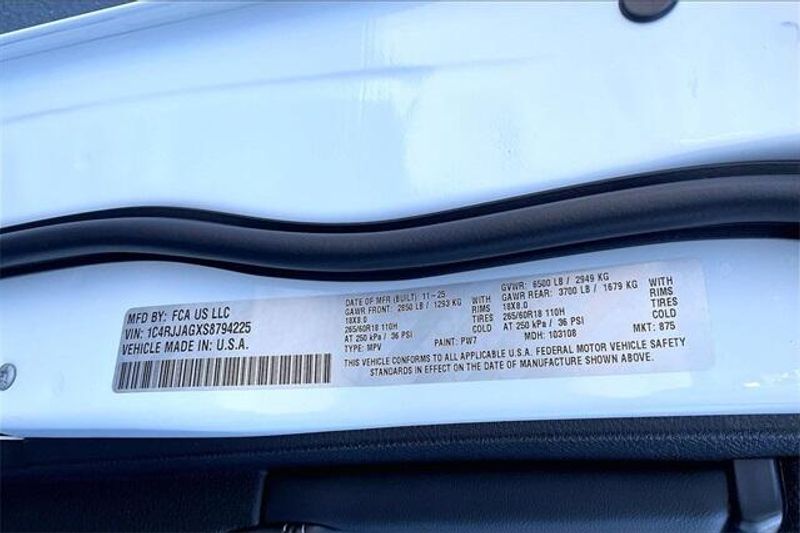 MFD BY: FCA US LLC
VIN: 1C4RJJAGXS8794225
VEHICLE MADE IN: U.S.A.
DATE OF MFR (BUILT) 11-25
GAWR FRONT: 2850 LB / 1293 KG WITH
18X8.0 RIMS
265/60R18 110H TIRES
AT 250 kPa / 36 PSI COLD
TYPE: MPV PAINT: PW7
GVWR: 6500 LB / 2949 KG
GAWR REAR: 3700 LB / 1679 KG WITH
18X8.0 RIMS
265/60R18 110H TIRES
AT 250 kPa / 36 PSI COLD
MDH: 103108 MKT: 875
THIS VEHICLE CONFORMS TO ALL APPLICABLE U.S.A. FEDERAL MOTOR VEHICLE SAFETY
STANDARDS IN EFFECT ON THE DATE OF MANUFACTURE SHOWN ABOVE.